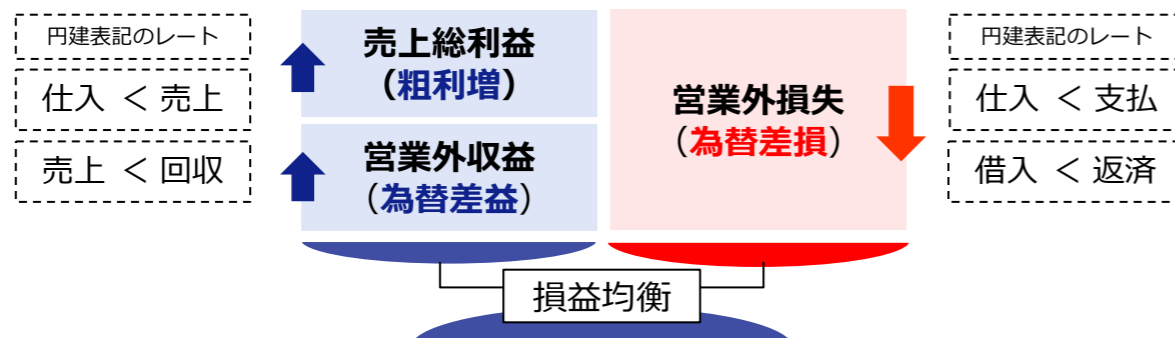 円建表記のレート
仕入 < 売上
売上 < 回収
売上総利益
(粗利増)
営業外収益
(為替差益)
営業外損失
(為替差損)
円建表記のレート
仕入 < 支払
借入 < 返済
損益均衡